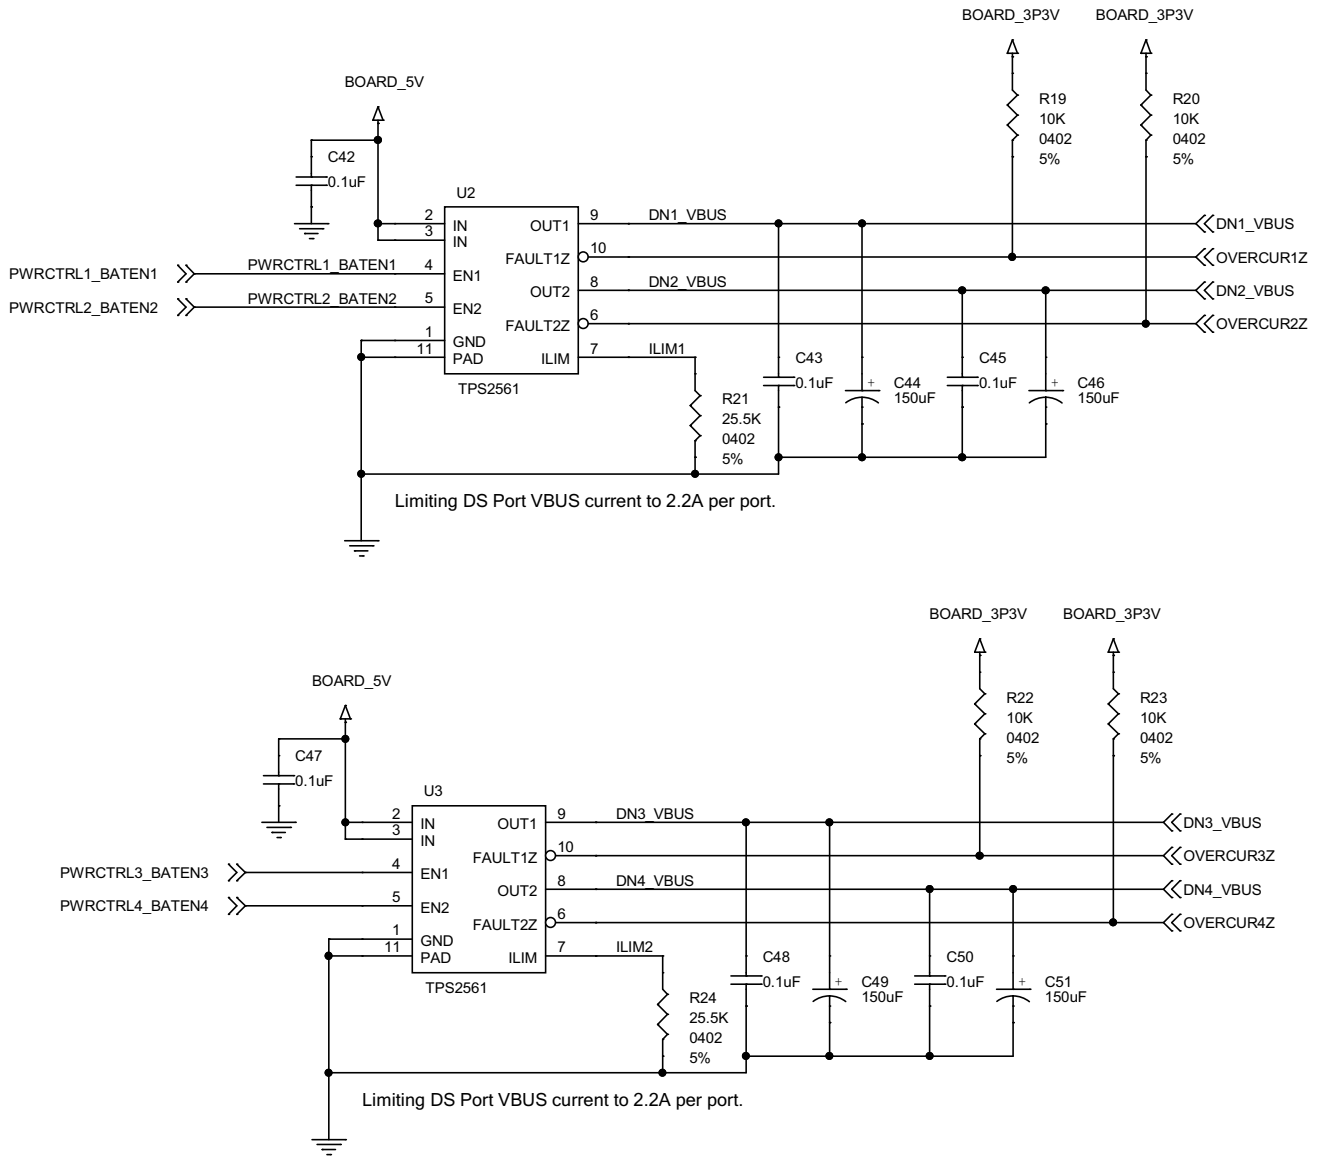 BOARD_3P3V BOARD_3P3V
BOARD_5V
R19
10K
0402
5%
R20
10K
0402
5%
C42
0.1uF
U2
2 IN
3 IN
PWRCTRL1_BATEN1 PWRCTRL1_BATEN1 4 EN1
PWRCTRL2_BATEN2 PWRCTRL2_BATEN2 5 EN2
1 GND
11 PAD
OUT1 9 DN1_VBUS DN1_VBUS
FAULT1Z 10 OVERCUR1Z
OUT2 8 DN2_VBUS DN2_VBUS
FAULT2Z 6 OVERCUR2Z
ILIM 7 ILIM1
TPS2561
R21
25.5K
0402
5%
C43
0.1uF
+
C44
150uF
C45
0.1uF
+
C46
150uF
Limiting DS Port VBUS current to 2.2A per port.
BOARD_3P3V BOARD_3P3V
BOARD_5V
R22
10K
0402
5%
R23
10K
0402
5%
C47
0.1uF
U3
2 IN
3 IN
PWRCTRL3_BATEN3 4 EN1
PWRCTRL4_BATEN4 5 EN2
1 GND
11 PAD
OUT1 9 DN3_VBUS DN3_VBUS
FAULT1Z 10 OVERCUR3Z
OUT2 8 DN4_VBUS DN4_VBUS
FAULT2Z 6 OVERCUR4Z
ILIM 7 ILIM2
TPS2561
R24
25.5K
0402
5%
C48
0.1uF
+
C49
150uF
C50
0.1uF
+
C51
150uF
Limiting DS Port VBUS current to 2.2A per port.